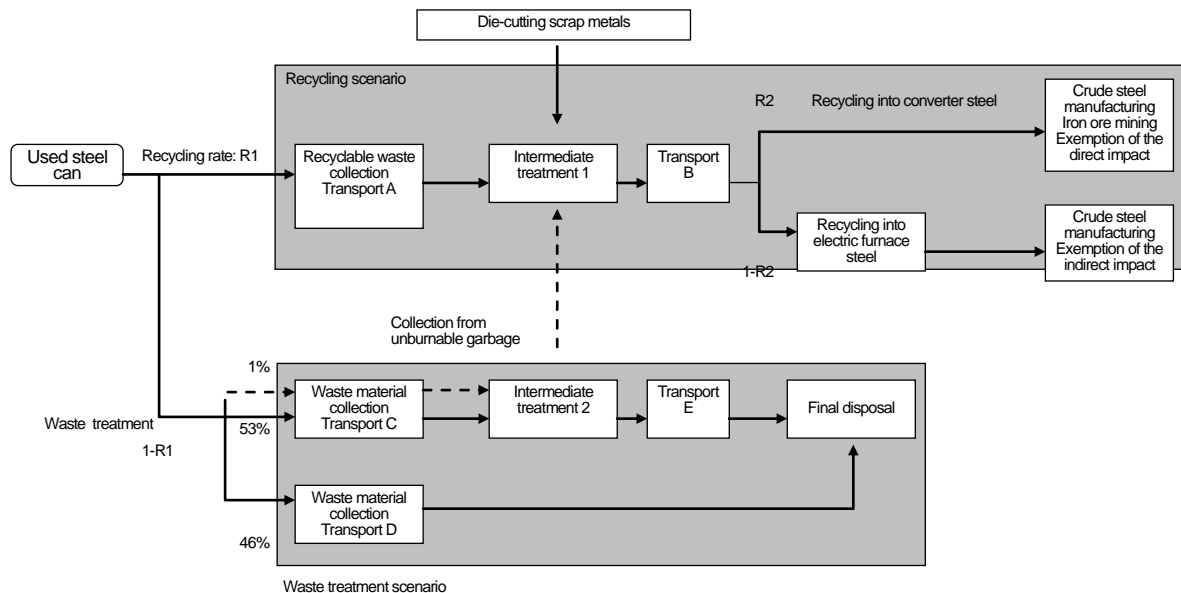 Die-cutting scrap metals
Recycling scenario
R2
Recycling into converter steel
Crude steel
manufacturing
Iron ore mining
Exemption of the
direct impact
Used steel
can
Recycling rate: R1
Recyclable waste
collection
Transport A
Intermediate
treatment 1
Transport
B
Recycling into
electric furnace
steel
Crude steel
manufacturing
Exemption of the
indirect impact
1-R2
Collection from
unburnable garbage
1%
Waste material
collection
Transport C
Intermediate
treatment 2
Transport
E
Final disposal
Waste treatment
53%
1-R1
Waste material
collection
Transport D
46%
Waste treatment scenario